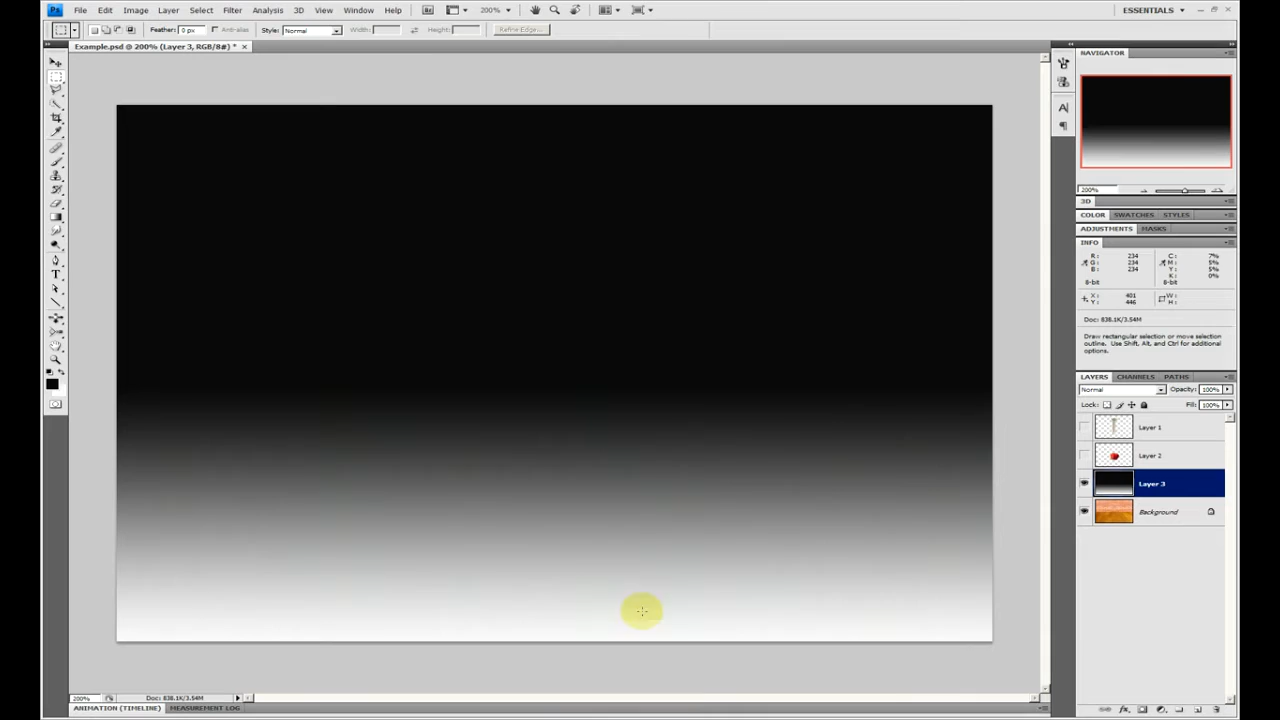 Ps File Edit Image Layer Select Filter Analysis 3D View Window Help Br 200% ESSENTIALS
Feather: 0 px Anti-alias Style: Normal Width: Height: Refine Edge...
Example.psd @ 200% (Layer 3, RGB/8#) *
NAVIGATOR
200%
3D
COLOR SWATCHES STYLES
ADJUSTMENTS MASKS
INFO
R: 234 C: 7%
G: 234 M: 5%
B: 234 Y: 5%
K: 0%
8-bit 8-bit
X: 401 W:
Y: 446 H:
Doc: 838.1K/3.54M
Draw rectangular selection or move selection
outline. Use Shift, Alt, and Ctrl for additional
options.
LAYERS CHANNELS PATHS
Normal Opacity: 100%
Lock: Fill: 100%
Layer 1
Layer 2
Layer 3
Background
200% Doc: 838.1K/3.54M
ANIMATION (TIMELINE) MEASUREMENT LOG